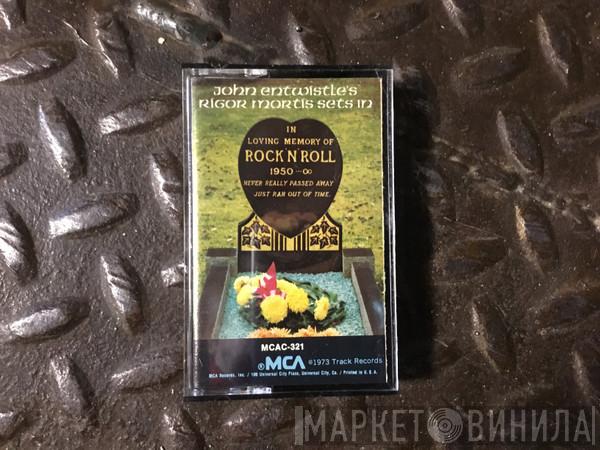 John Entwistle's
Rigor Mortis Sets In
IN
LOVING MEMORY OF
ROCK 'N' ROLL
1950 - ∞
NEVER REALLY PASSED AWAY
JUST RAN OUT OF TIME.
MCAC-321
®MCA ©1973 Track Records
MCA Records, Inc. / 100 Universal City Plaza, Universal City, Ca. / Printed in U.S.A.
МАРКЕТ ВИНИЛА